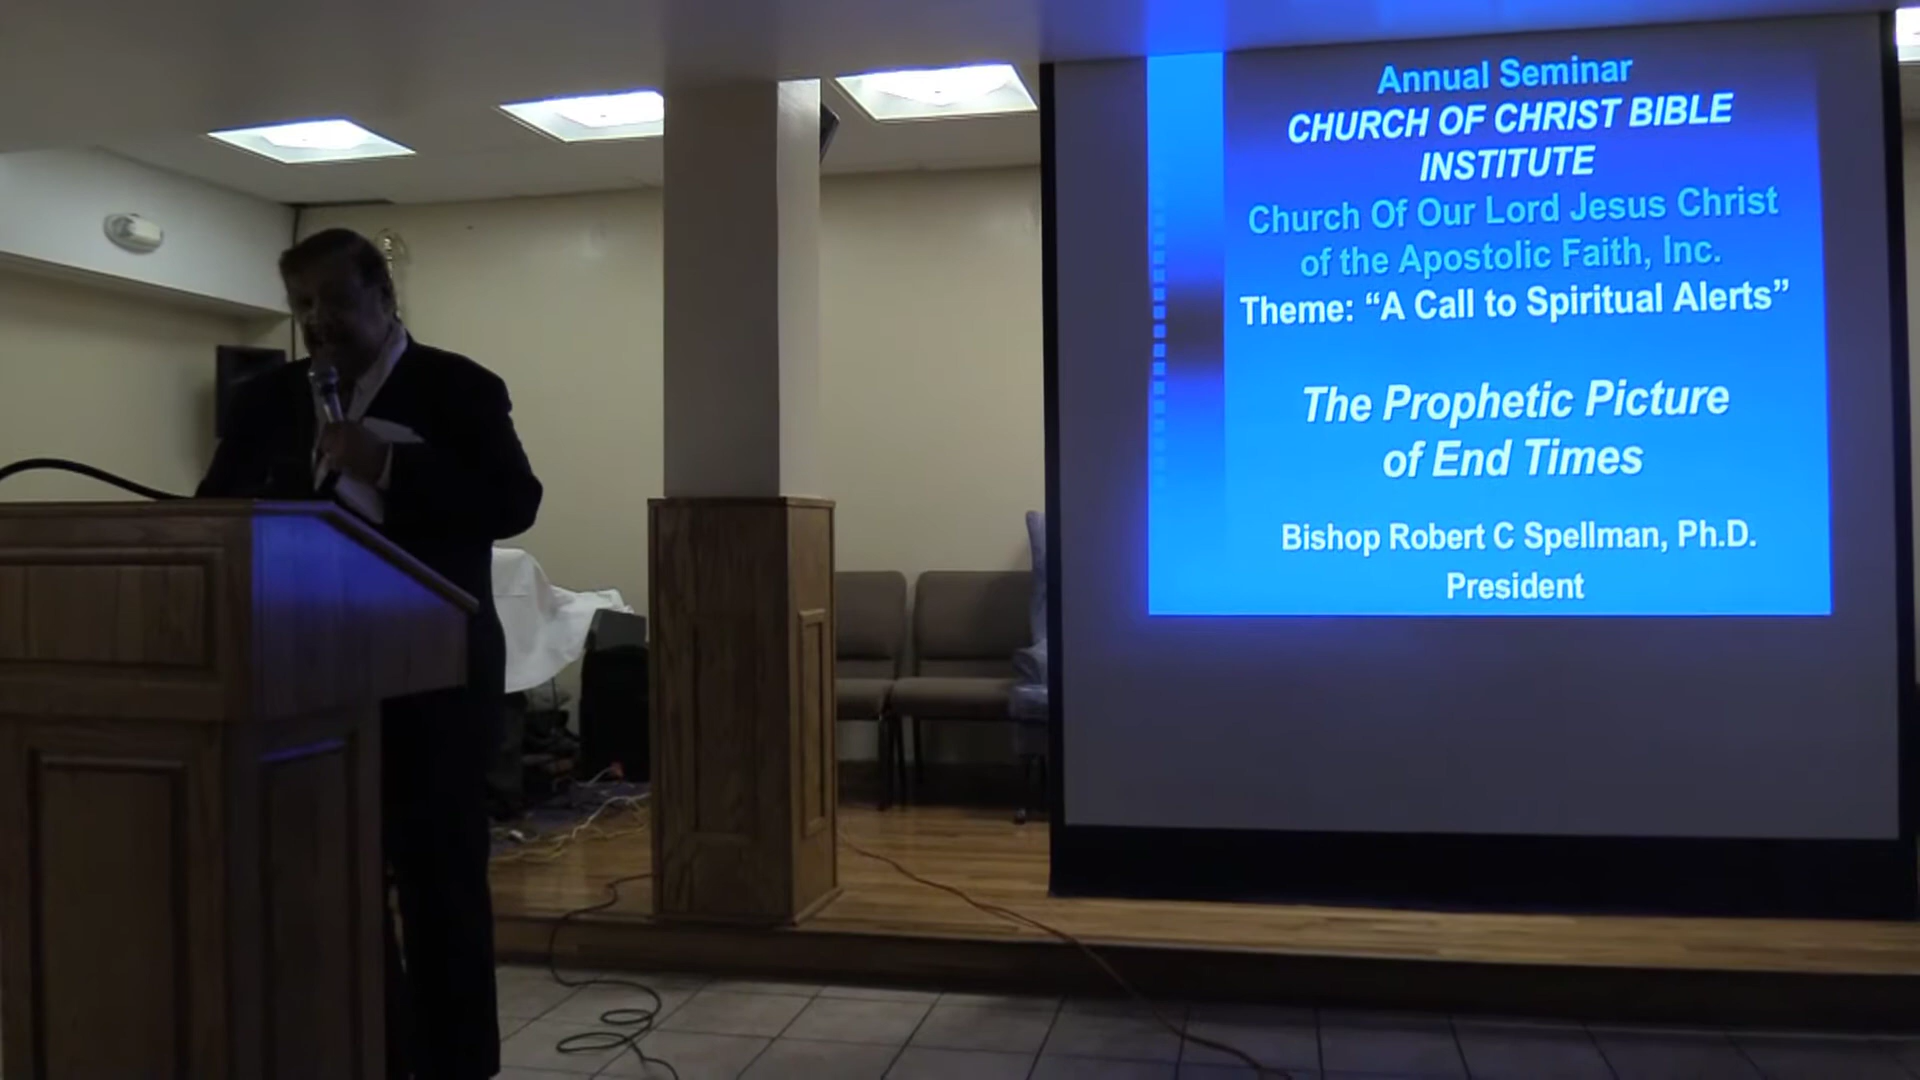 Annual Seminar
CHURCH OF CHRIST BIBLE
INSTITUTE
Church Of Our Lord Jesus Christ
of the Apostolic Faith, Inc.
Theme: “A Call to Spiritual Alerts”
The Prophetic Picture
of End Times
Bishop Robert C Spellman, Ph.D.
President